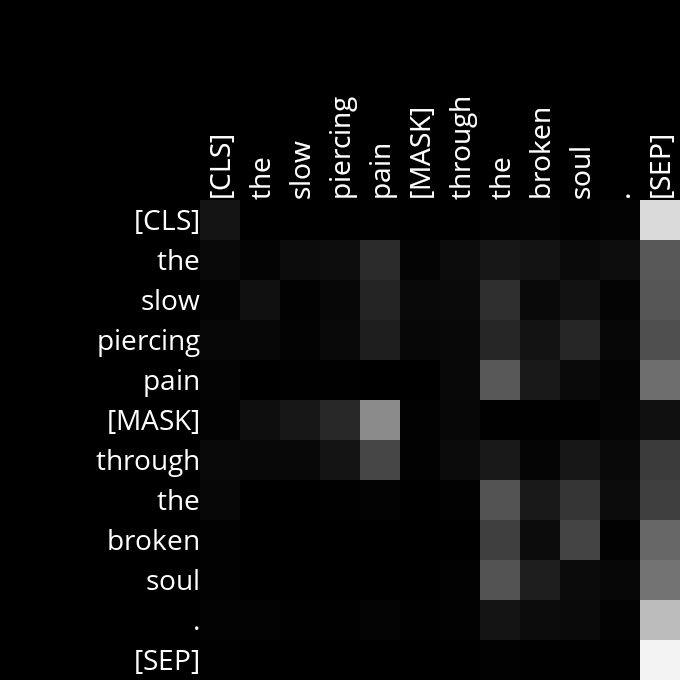 [CLS] the slow piercing pain [MASK] through the broken soul . [SEP]
[CLS]
the
slow
piercing
pain
[MASK]
through
the
broken
soul
.
[SEP]